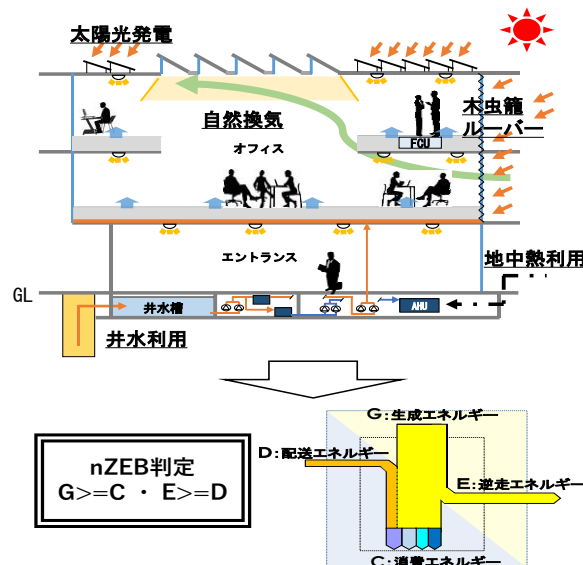 太陽光発電
木虫籠
ルーバー
自然換気
オフィス
FCU
エントランス
地中熱利用
GL
井水槽
AHU
井水利用
nZEB判定
G>=C ・ E>=D
G:生成エネルギー
D:配送エネルギー
E:逆走エネルギー
C:消費エネルギー